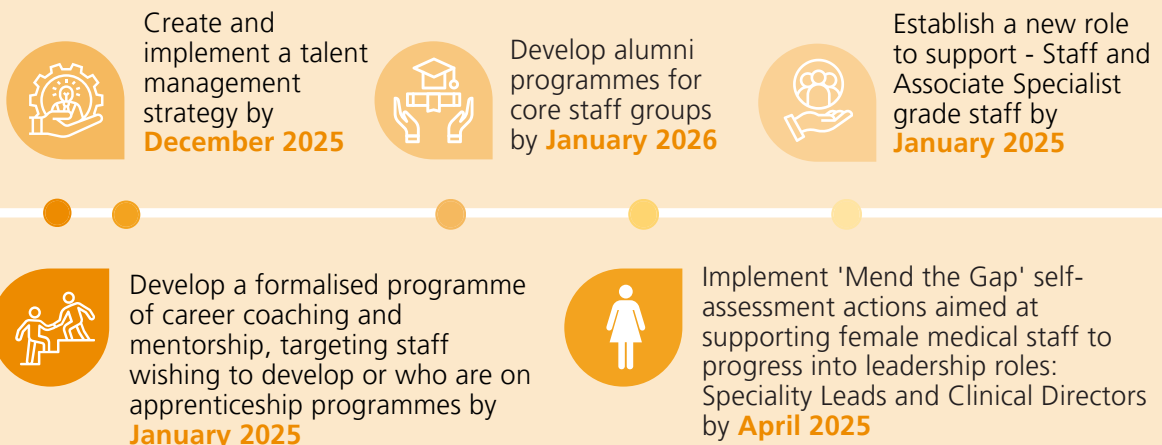 Create and
implement a talent
management
strategy by
December 2025
Develop alumni
programmes for
core staff groups
by January 2026
Establish a new role
to support - Staff and
Associate Specialist
grade staff by
January 2025
Develop a formalised programme
of career coaching and
mentorship, targeting staff
wishing to develop or who are on
apprenticeship programmes by
January 2025
Implement 'Mend the Gap' self-
assessment actions aimed at
supporting female medical staff to
progress into leadership roles:
Speciality Leads and Clinical Directors
by April 2025